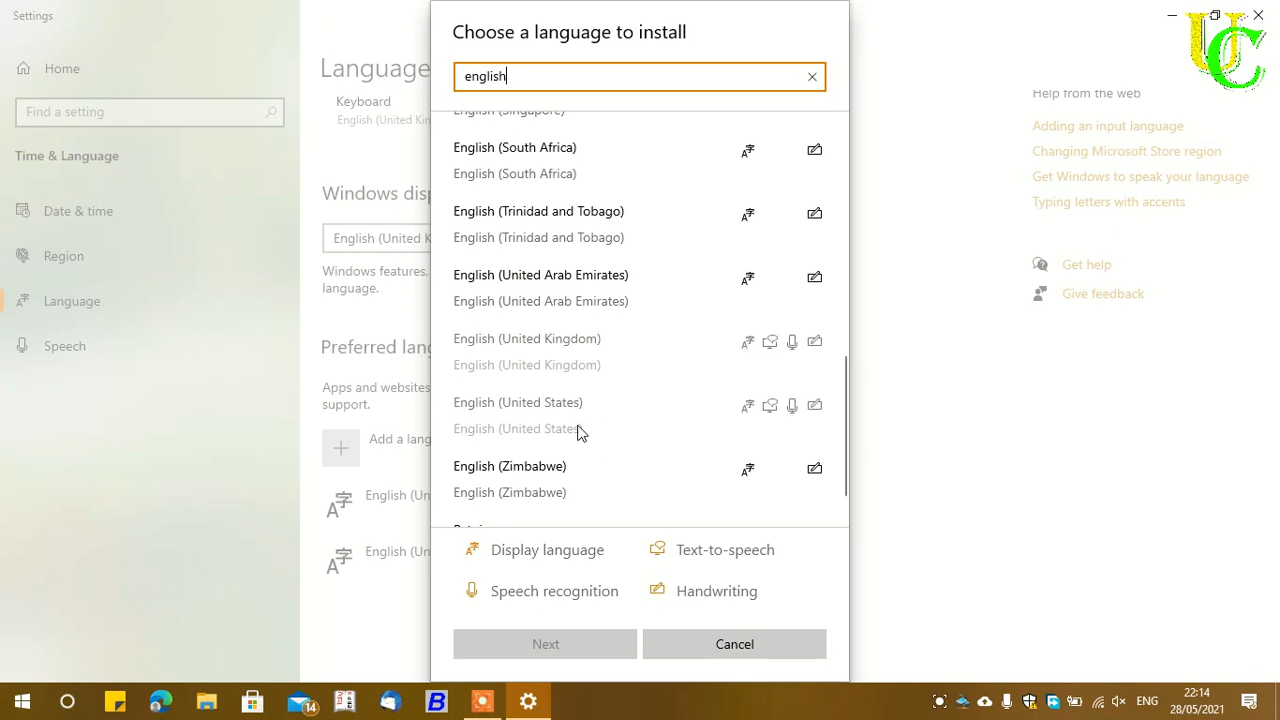 Settings
Home
Find a setting
Time & Language
Date & time
Region
Language
Speech
Language
Keyboard
English (United Kin
Windows disp
English (United K
Windows features,
language.
Preferred lan
Apps and websites
support.
Add a lang
English (Un
English (Un
Choose a language to install
english
English (Singapore)
English (South Africa)
English (South Africa)
English (Trinidad and Tobago)
English (Trinidad and Tobago)
English (United Arab Emirates)
English (United Arab Emirates)
English (United Kingdom)
English (United Kingdom)
English (United States)
English (United States
English (Zimbabwe)
English (Zimbabwe)
Display language
Text-to-speech
Speech recognition
Handwriting
Next
Cancel
UC
Help from the web
Adding an input language
Changing Microsoft Store region
Get Windows to speak your language
Typing letters with accents
Get help
Give feedback
14
B
ENG
22:14
28/05/2021